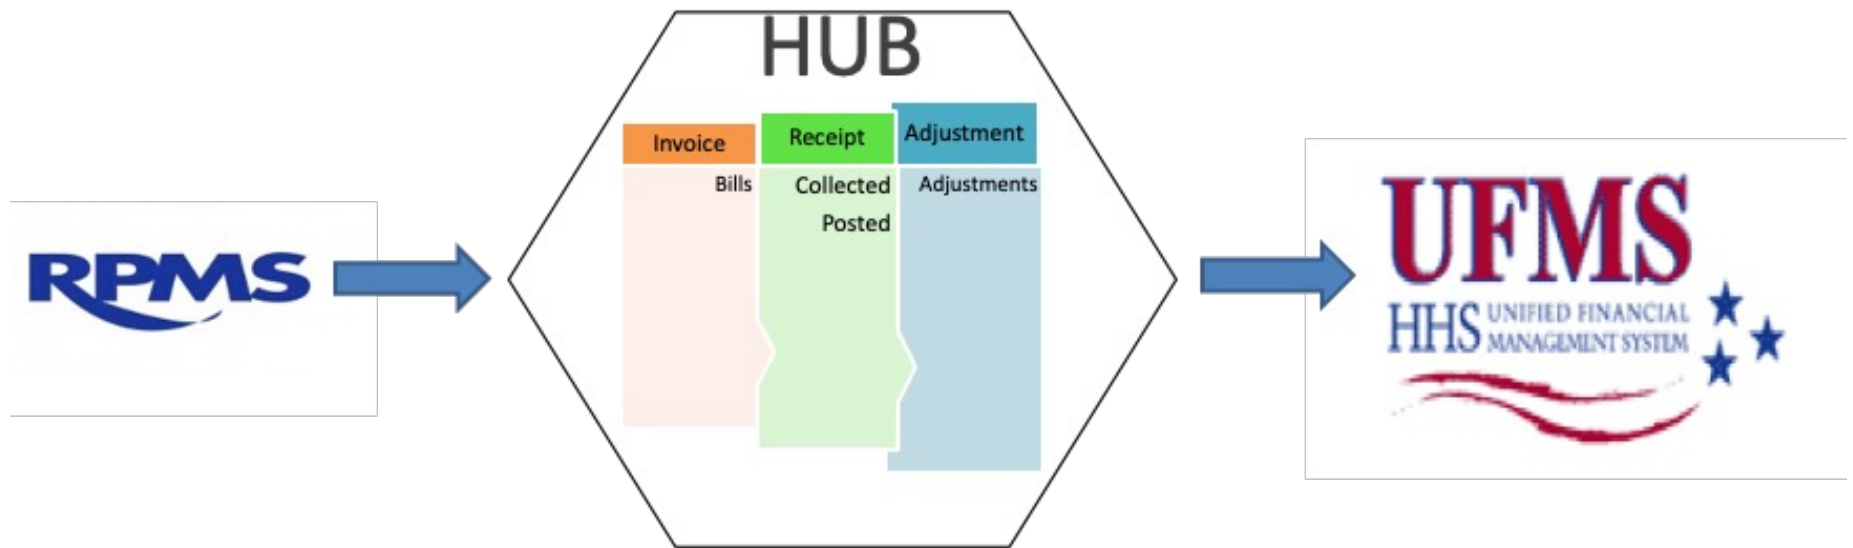 RPMS
HUB
Invoice
Bills
Receipt
Collected
Posted
Adjustment
Adjustments
UFMS
HHS UNIFIED FINANCIAL
MANAGEMENT SYSTEM